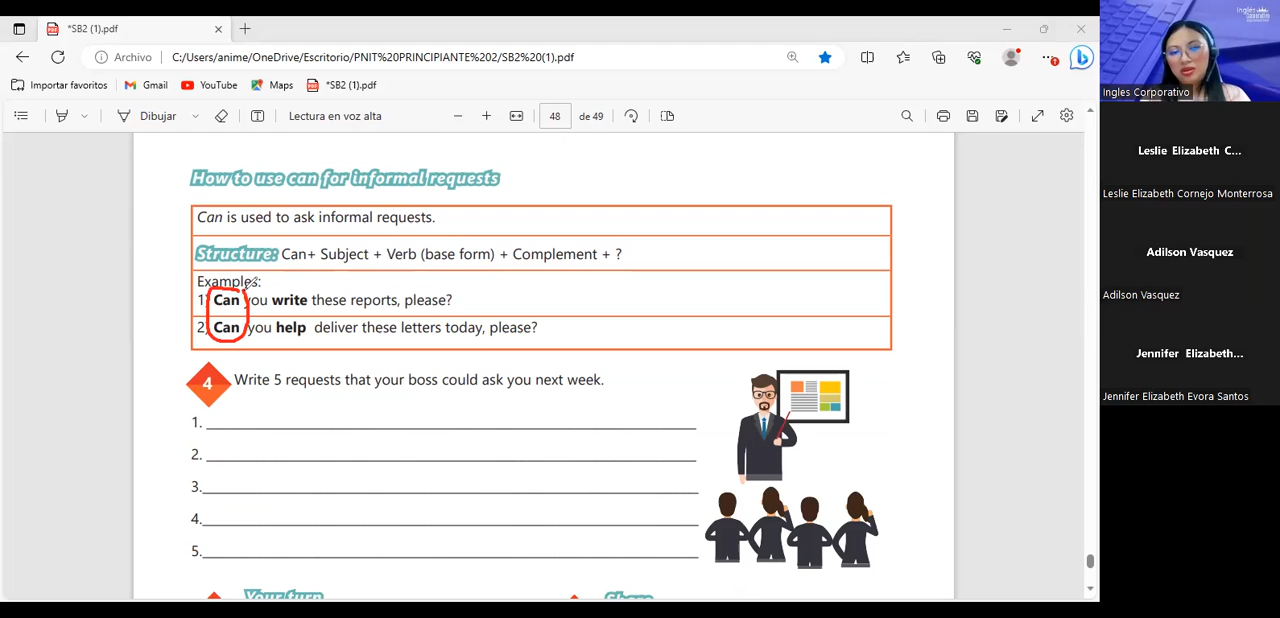 *SB2 (1).pdf
Archivo C:/Users/anime/OneDrive/Escritorio/PNIT%20PRINCIPIANTE%202/SB2%20(1).pdf
Importar favoritos Gmail YouTube Maps *SB2 (1).pdf
Dibujar Lectura en voz alta 48 de 49
How to use can for informal requests
Can is used to ask informal requests.
Structure: Can+ Subject + Verb (base form) + Complement + ?
Examples:
1) Can you write these reports, please?
2) Can you help deliver these letters today, please?
4 Write 5 requests that your boss could ask you next week.
1.
2.
3.
4.
5.
Your turn
Share
Ingles Corporativo
Leslie Elizabeth C...
Leslie Elizabeth Cornejo Monterrosa
Adilson Vasquez
Adilson Vasquez
Jennifer Elizabeth...
Jennifer Elizabeth Evora Santos